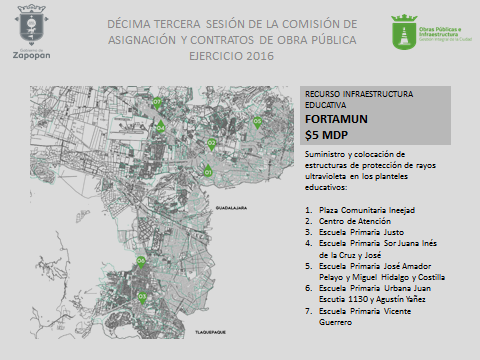 DÉCIMA TERCERA SESIÓN DE LA COMISIÓN DE
ASIGNACIÓN Y CONTRATOS DE OBRA PÚBLICA
EJERCICIO 2016
Zapopan
Obras Públicas e
Infraestructura
RECURSO INFRAESTRUCTURA
EDUCATIVA
FORTAMUN
$5 MDP
Suministro y colocación de
estructuras de protección de rayos
ultravioleta en los planteles
educativos:
1. Plaza Comunitaria Ineejad
2. Centro de Atención
3. Escuela Primaria Justo
4. Escuela Primaria Sor Juana Inés
de la Cruz y José
5. Escuela Primaria José Amador
Pelayo y Miguel Hidalgo y Costilla
6. Escuela Primaria Urbana Juan
Escutia 1130 y Agustín Yañez
7. Escuela Primaria Vicente
Guerrero
GUADALAJARA
TLAQUEPAQUE